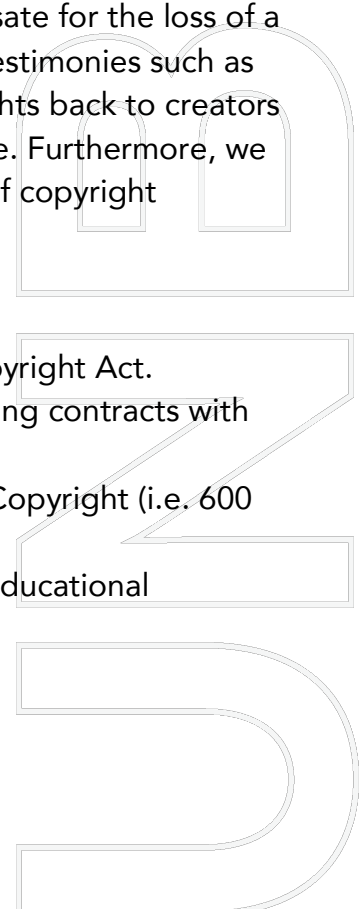 sate for the loss of a
estimonies such as
hts back to creators
e. Furthermore, we
f copyright
pyright Act.
ng contracts with
Copyright (i.e. 600
ducational